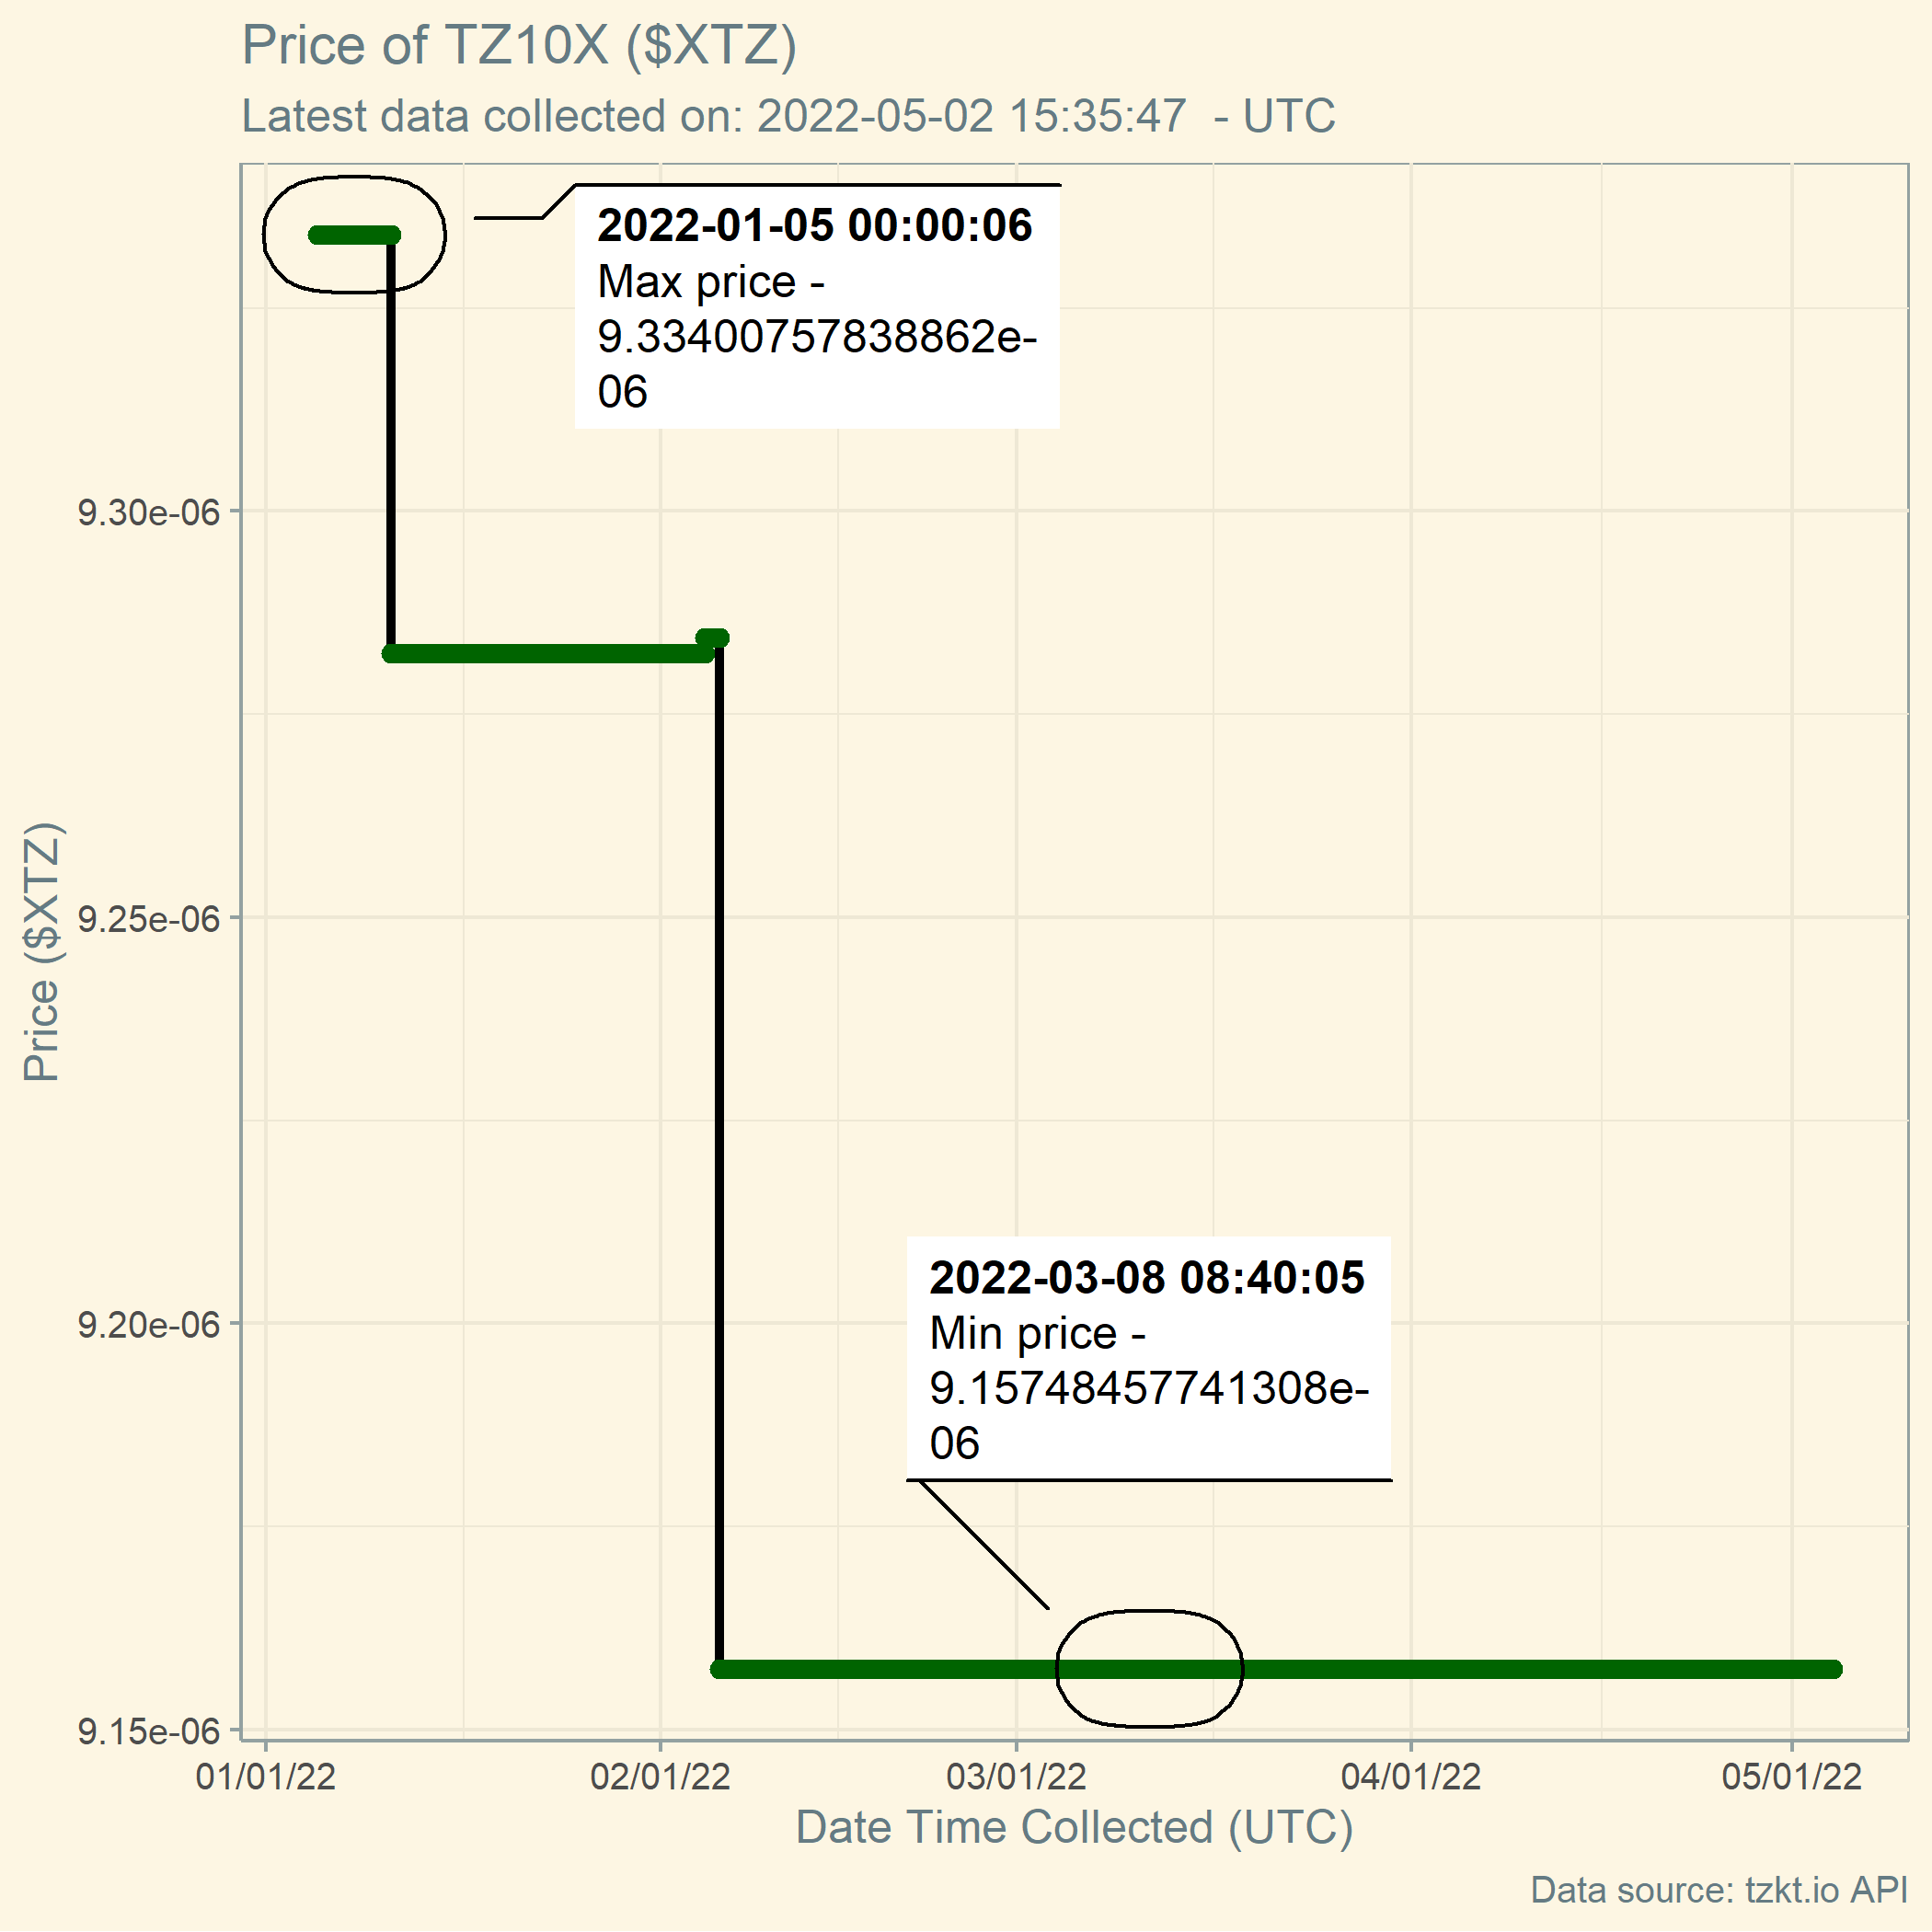 Price of TZ10X ($XTZ)
Latest data collected on: 2022-05-02 15:35:47  - UTC
2022-01-05 00:00:06
Max price -
9.33400757838862e-
06
9.30e-06
9.25e-06
9.20e-06
9.15e-06
Price ($XTZ)
2022-03-08 08:40:05
Min price -
9.15748457741308e-
06
01/01/22
02/01/22
03/01/22
04/01/22
05/01/22
Date Time Collected (UTC)
Data source: tzkt.io API